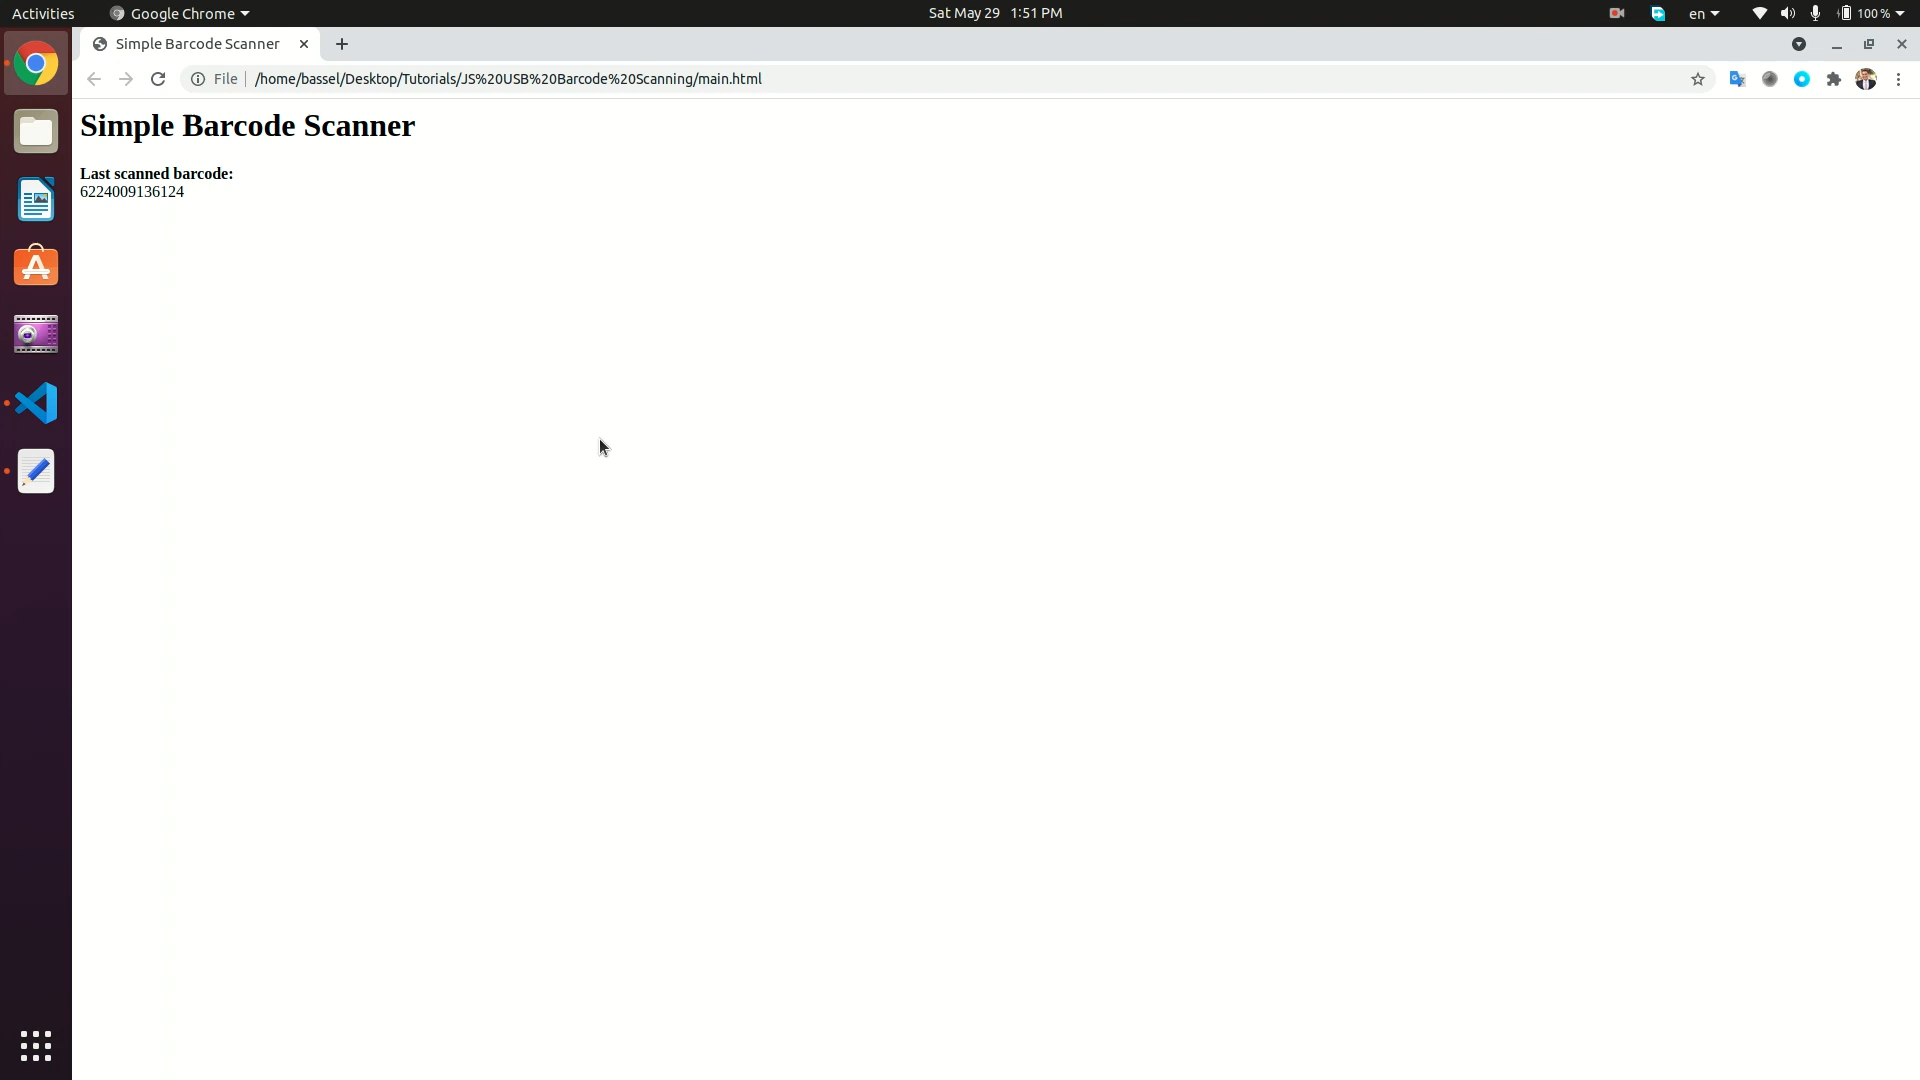 Activities Google Chrome Sat May 29 1:51 PM en 100 %
Simple Barcode Scanner
File /home/bassel/Desktop/Tutorials/JS%20USB%20Barcode%20Scanning/main.html
Simple Barcode Scanner
Last scanned barcode:
6224009136124